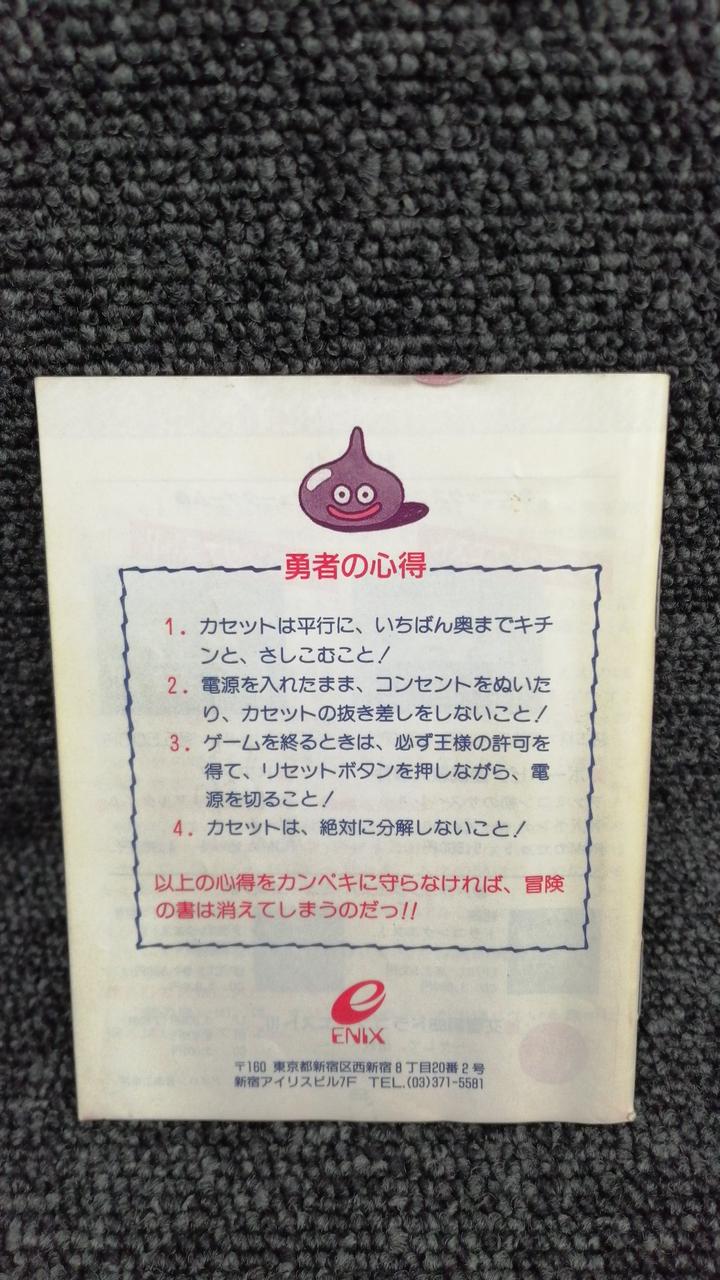 勇者の心得
1. カセットは平行に、いちばん奥までキチ
ンと、さしこむこと!
2. 電源を入れたまま、コンセントをぬいた
り、カセットの抜き差しをしないこと!
3. ゲームを終るときは、必ず王様の許可を
得て、リセットボタンを押しながら、電
源を切ること!
4. カセットは、絶対に分解しないこと!
以上の心得をカンペキに守らなければ、冒険
の書は消えてしまうのだっ!!
ENIX
〒160 東京都新宿区西新宿8丁目20番2号
新宿アイリスビル7F TEL.(03)371-5581